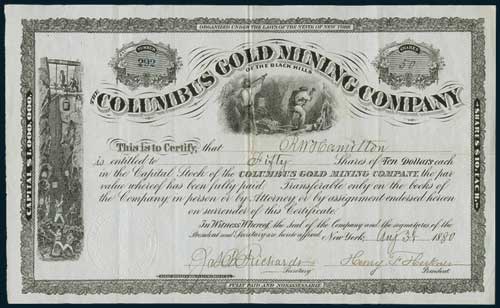 ORGANIZED UNDER THE LAWS OF THE STATE OF NEW YORK
NUMBER
292
SHARES
50
THE COLUMBUS GOLD MINING COMPANY
OF THE BLACK HILLS
CAPITAL $1,000,000.
SHARES $10 EACH
This is to Certify, that R W Hamilton
is entitled to Fifty Shares of Ten Dollars each
in the Capital Stock of the COLUMBUS GOLD MINING COMPANY, the par
value whereof has been fully paid. Transferable only on the books of
the Company, in person or by Attorney or by assignment endorsed hereon
on surrender of this Certificate.
In Witness Whereof, the Seal of the Company and the signatures of the
President and Secretary are hereto affixed. New York, Aug 31 1880
Richards
Henry F
Secretary
President
FULLY PAID AND NONASSESSABLE